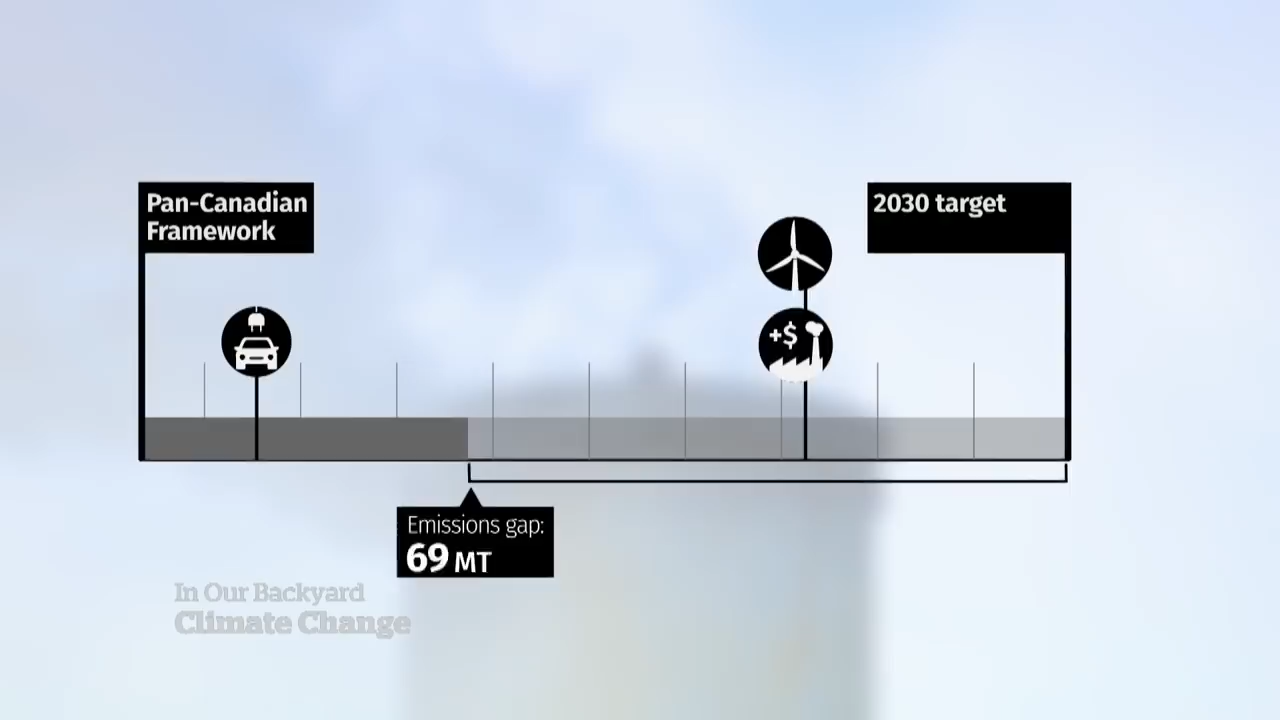 Pan-Canadian
Framework
2030 target
+$
Emissions gap:
69 MT
In Our Backyard
Climate Change